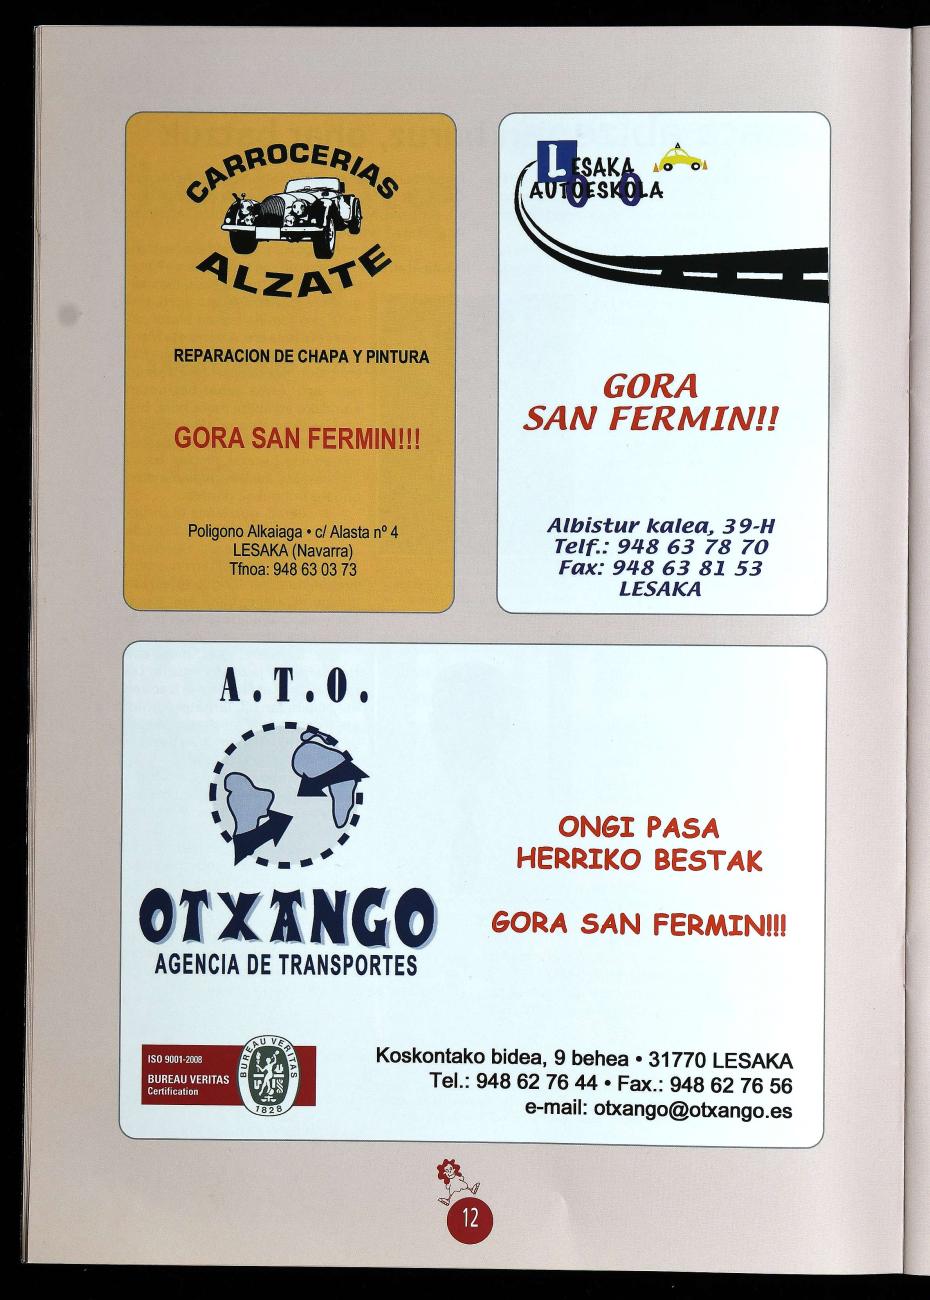 CARROCERIAS
ALZATE
REPARACION DE CHAPA Y PINTURA
GORA SAN FERMIN!!!
Poligono Alkaiaga • c/ Alasta nº 4
LESAKA (Navarra)
Tfnoa: 948 63 03 73
LESAKA
AUTOESKOLA
GORA
SAN FERMIN!!
Albistur kalea, 39-H
Telf.: 948 63 78 70
Fax: 948 63 81 53
LESAKA
A.T.O.
OTXANGO
AGENCIA DE TRANSPORTES
ONGI PASA
HERRIKO BESTAK
GORA SAN FERMIN!!!
ISO 9001-2008
BUREAU VERITAS
Certification
BUREAU VERITAS
1828
Koskontako bidea, 9 behea • 31770 LESAKA
Tel.: 948 62 76 44 • Fax.: 948 62 76 56
e-mail: otxango@otxango.es
12